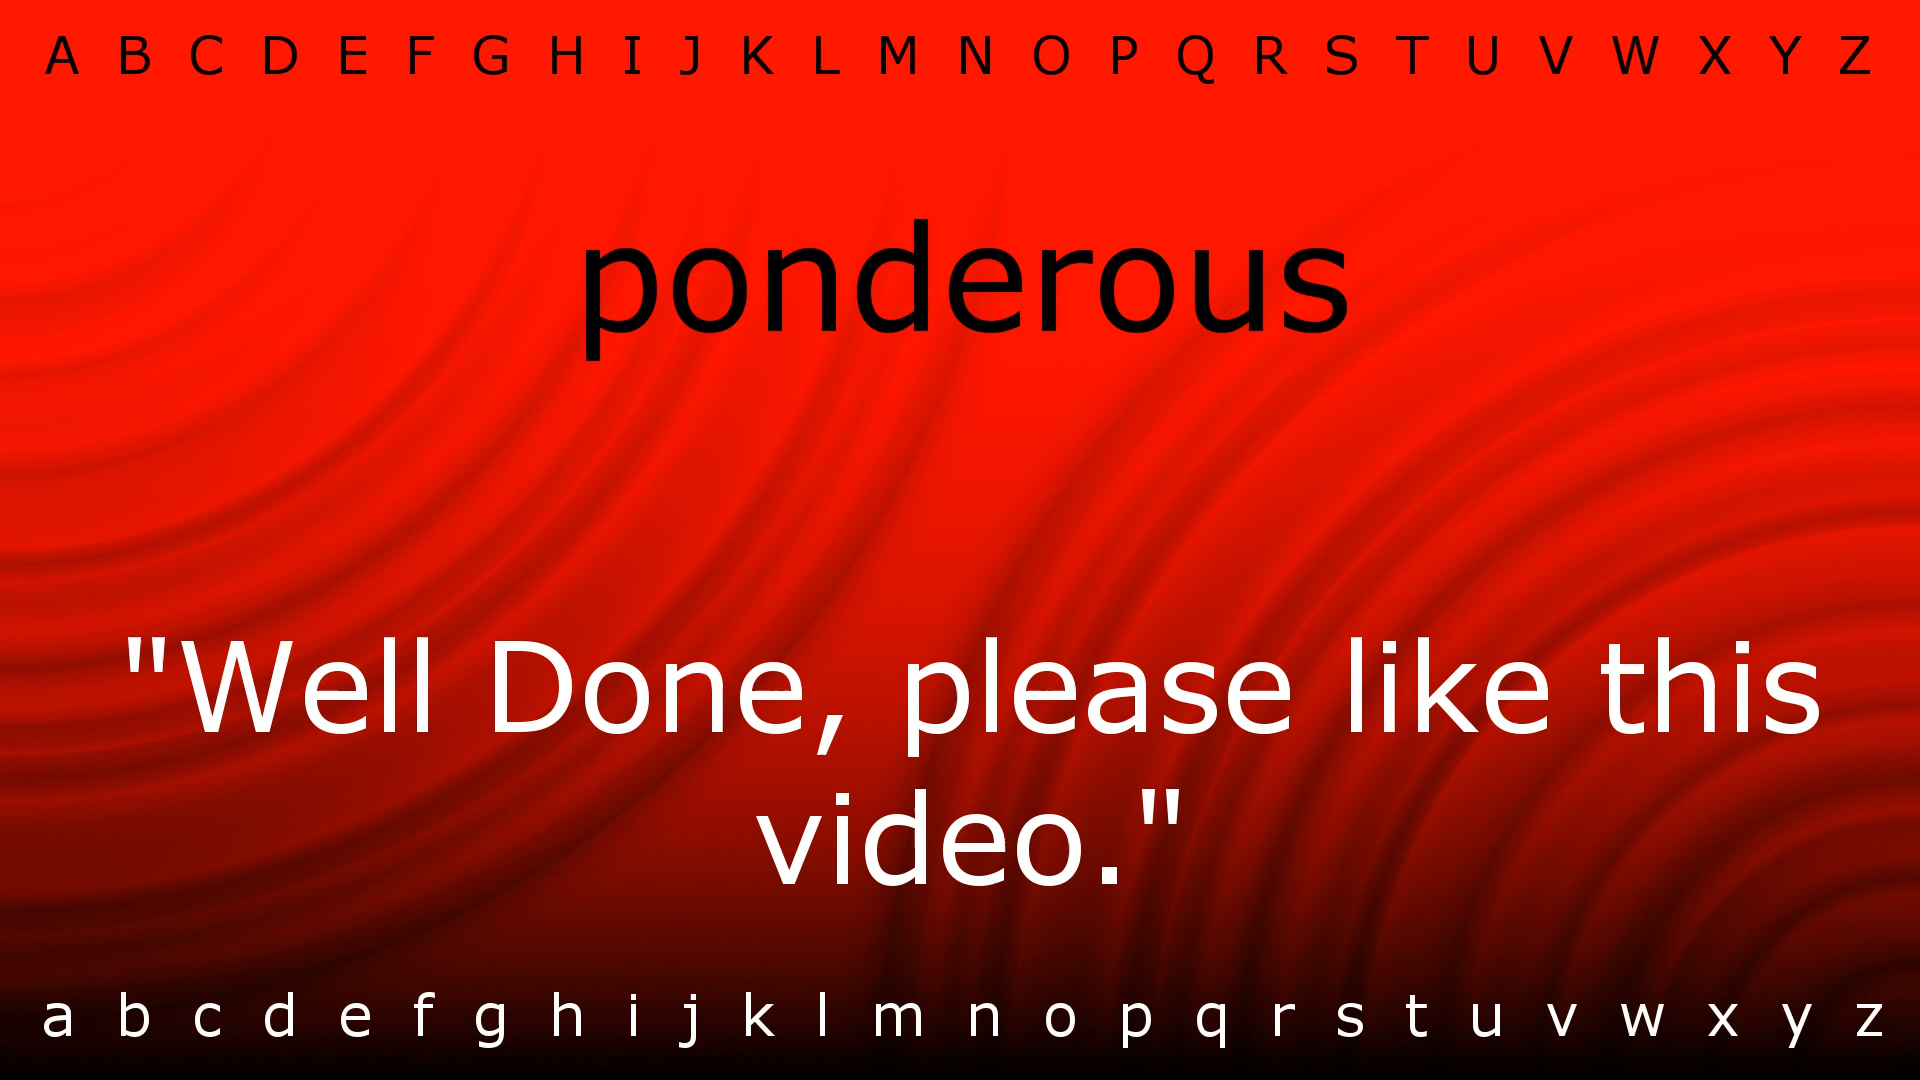 A B C D E F G H I J K L M N O P Q R S T U V W X Y Z
ponderous
"Well Done, please like this
video."
a b c d e f g h i j k l m n o p q r s t u v w x y z